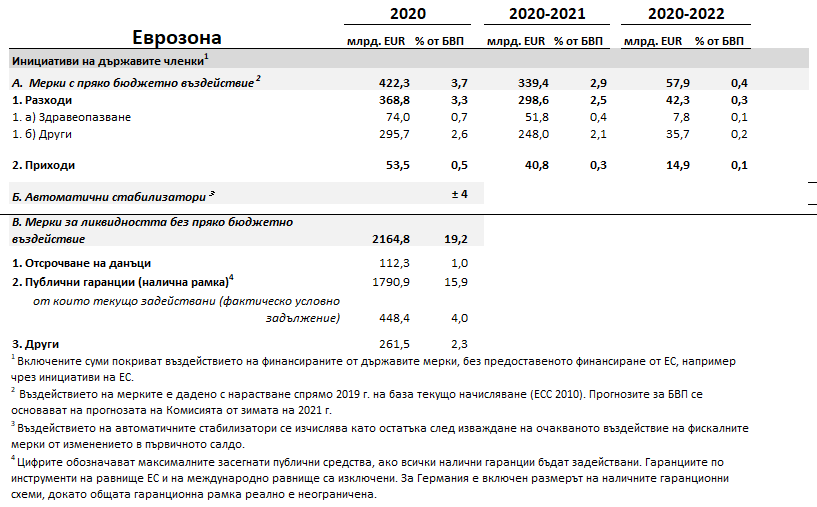 2020 2020-2021 2020-2022
Еврозона млрд. EUR % от БВП млрд. EUR % от БВП млрд. EUR % от БВП
Инициативи на държавите членки1
А. Мерки с пряко бюджетно въздействие 2 422,3 3,7 339,4 2,9 57,9 0,4
1. Разходи 368,8 3,3 298,6 2,5 42,3 0,3
1. а) Здравеопазване 74,0 0,7 51,8 0,4 7,8 0,1
1. б) Други 295,7 2,6 248,0 2,1 35,7 0,2
2. Приходи 53,5 0,5 40,8 0,3 14,9 0,1
Б. Автоматични стабилизатори 3 ± 4
В. Мерки за ликвидността без пряко бюджетно
въздействие 2164,8 19,2
1. Отсрочване на данъци 112,3 1,0
2. Публични гаранции (налична рамка)4 1790,9 15,9
от които текущо задействани (фактическо условно
задължение) 448,4 4,0
3. Други 261,5 2,3
1 Включените суми покриват въздействието на финансираните от държавите мерки, без предоставеното финансиране от ЕС, например
чрез инициативи на ЕС.
2 Въздействието на мерките е дадено с нарастване спрямо 2019 г. на база текущо начисляване (ЕСС 2010). Прогнозите за БВП се
основават на прогнозата на Комисията от зимата на 2021 г.
3 Въздействието на автоматичните стабилизатори се изчислява като остатъка след изваждане на очакваното въздействие на фискалните
мерки от изменението в първичното салдо.
4 Цифрите обозначават максималните засегнати публични средства, ако всички налични гаранции бъдат задействани. Гаранциите по
инструменти на равнище ЕС и на международно равнище са изключени. За Германия е включен размерът на наличните гаранционни
схеми, докато общата гаранционна рамка реално е неограничена.